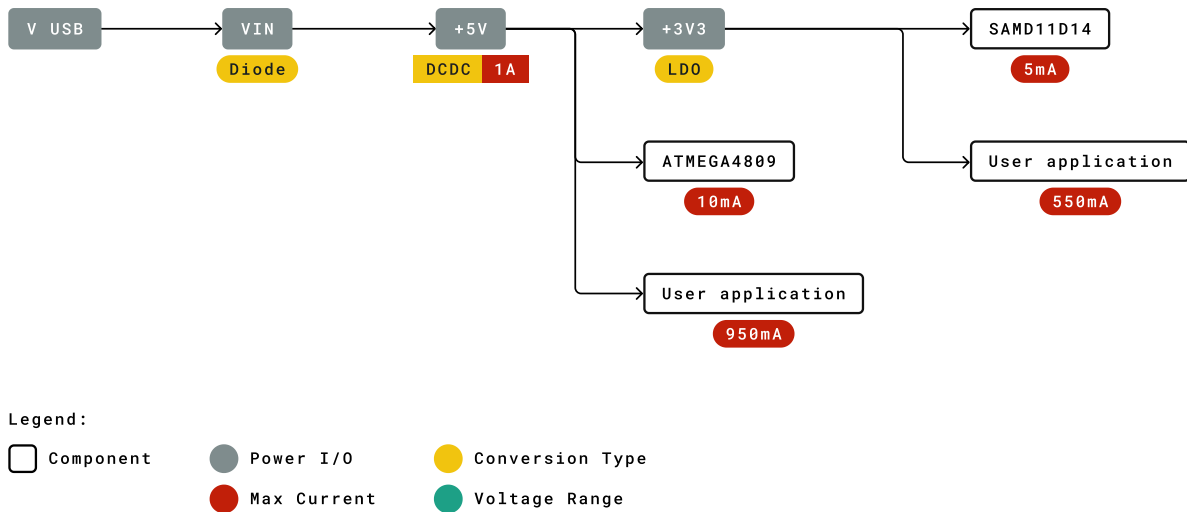 V USB
VIN
+5V
+3V3
SAMD11D14
Diode
DCDC 1A
LDO
5mA
ATMEGA4809
User application
10mA
550mA
User application
950mA
Legend:
Component
Power I/O
Conversion Type
Max Current
Voltage Range